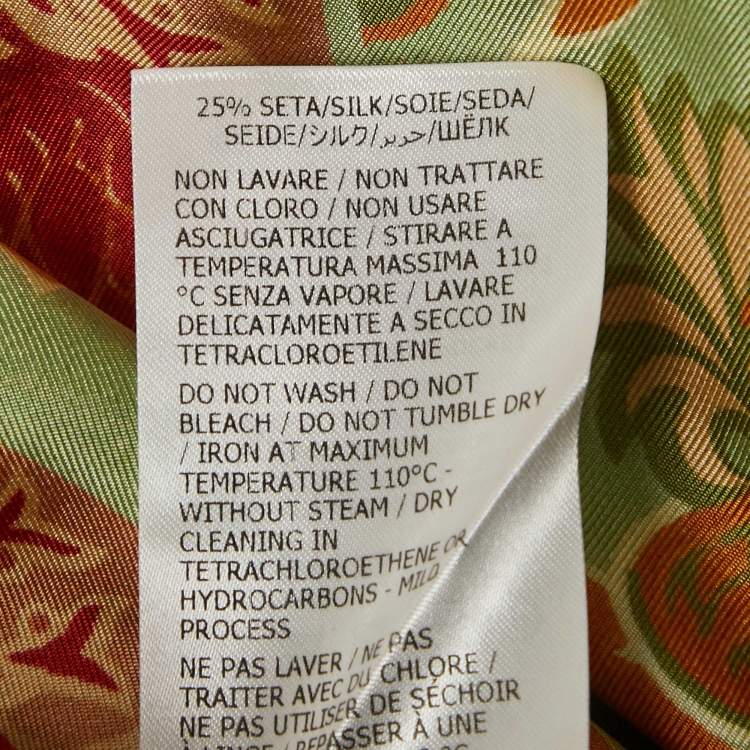 25% SETA/SILK/SOIE/SEDA/
SEIDE/シルク/حرير/ШЁЛК
NON LAVARE / NON TRATTARE
CON CLORO / NON USARE
ASCIUGATRICE / STIRARE A
TEMPERATURA MASSIMA 110
°C SENZA VAPORE / LAVARE
DELICATAMENTE A SECCO IN
TETRACLOROETILENE
DO NOT WASH / DO NOT
BLEACH / DO NOT TUMBLE DRY
/ IRON AT MAXIMUM
TEMPERATURE 110°C -
WITHOUT STEAM / DRY
CLEANING IN
TETRACHLOROETHENE OR
HYDROCARBONS - MILD
PROCESS
NE PAS LAVER / NE PAS
TRAITER AVEC DU CHLORE /
NE PAS UTILISER DE SÉCHOIR
À LINGE / REPASSER À UNE